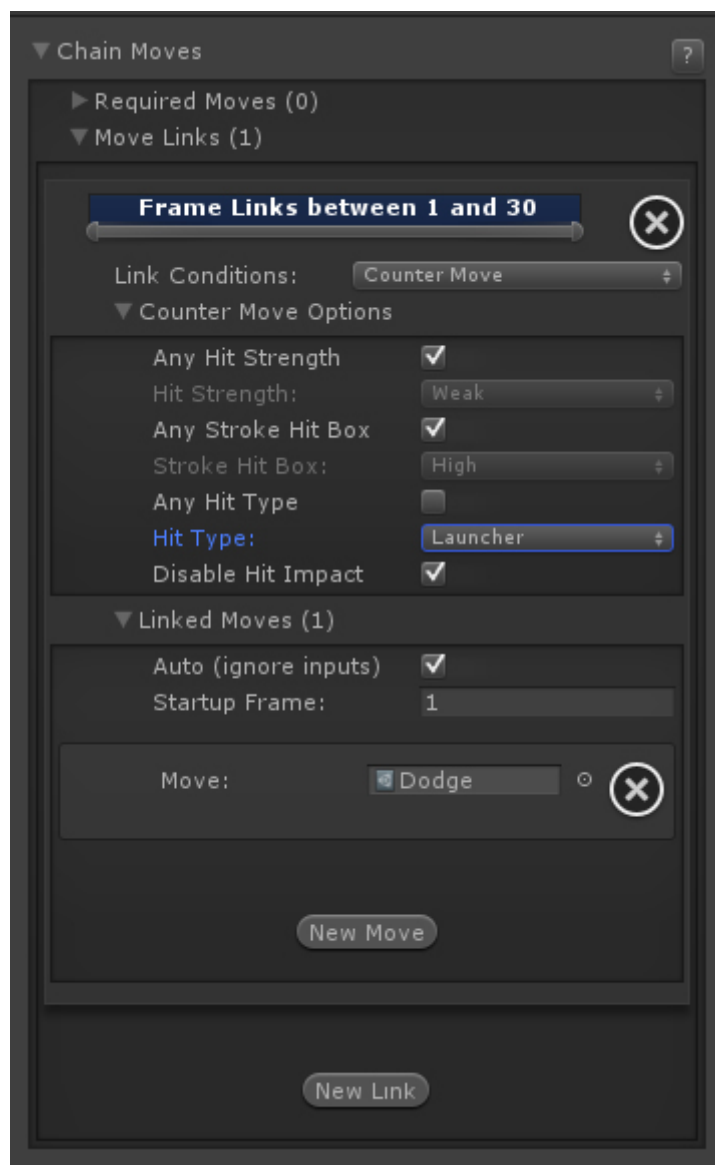 Chain Moves ?
Required Moves (0)
Move Links (1)
Frame Links between 1 and 30
Link Conditions: Counter Move
Counter Move Options
Any Hit Strength
Hit Strength: Weak
Any Stroke Hit Box
Stroke Hit Box: High
Any Hit Type
Hit Type: Launcher
Disable Hit Impact
Linked Moves (1)
Auto (ignore inputs)
Startup Frame: 1
Move: Dodge
New Move
New Link